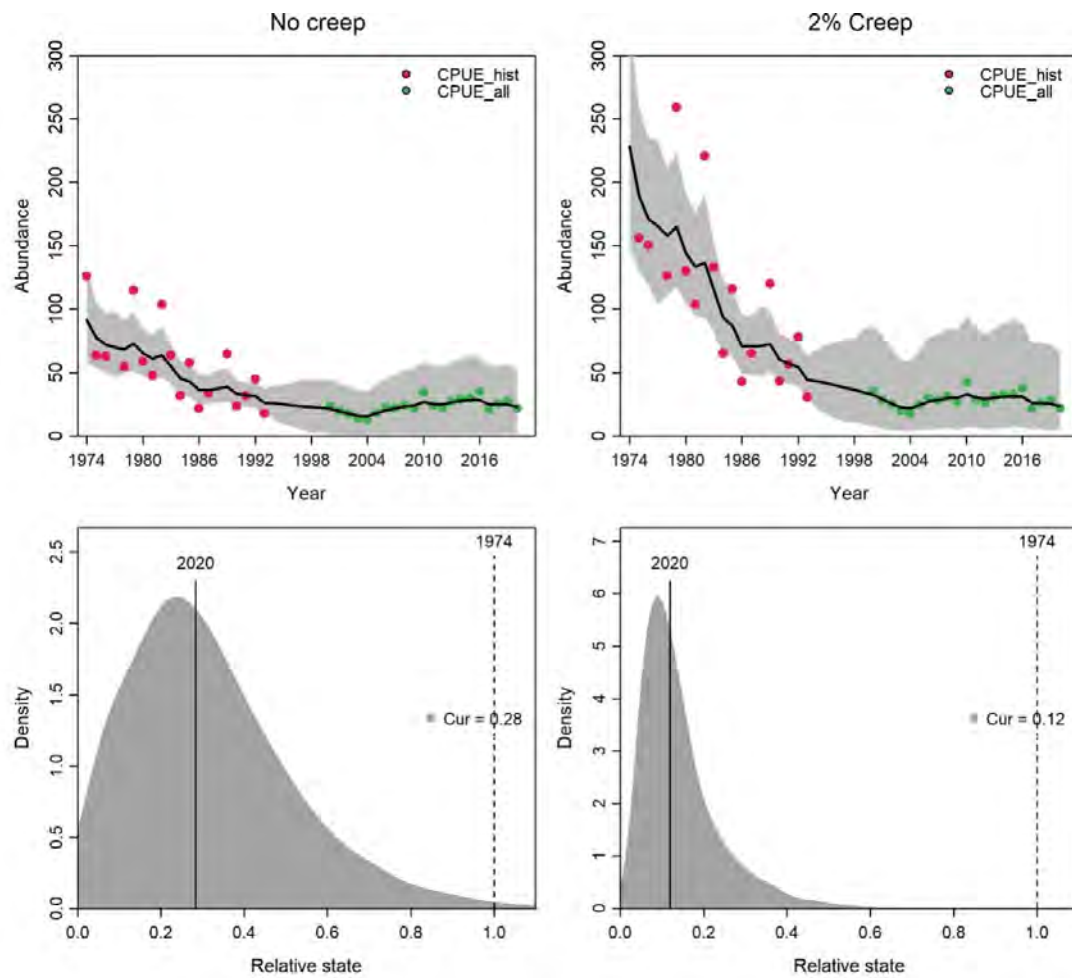 No creep
300
250
200
150
100
50
0
Abundance
CPUE_hist
CPUE_all
1974 1980 1986 1992 1998 2004 2010 2016
Year
2% Creep
300
250
200
150
100
50
0
Abundance
CPUE_hist
CPUE_all
1974 1980 1986 1992 1998 2004 2010 2016
Year
2.5
2.0
1.5
1.0
0.5
0.0
Density
2020
1974
Cur = 0.28
0.0 0.2 0.4 0.6 0.8 1.0
Relative state
7
6
5
4
3
2
1
0
Density
2020
1974
Cur = 0.12
0.0 0.2 0.4 0.6 0.8 1.0
Relative state